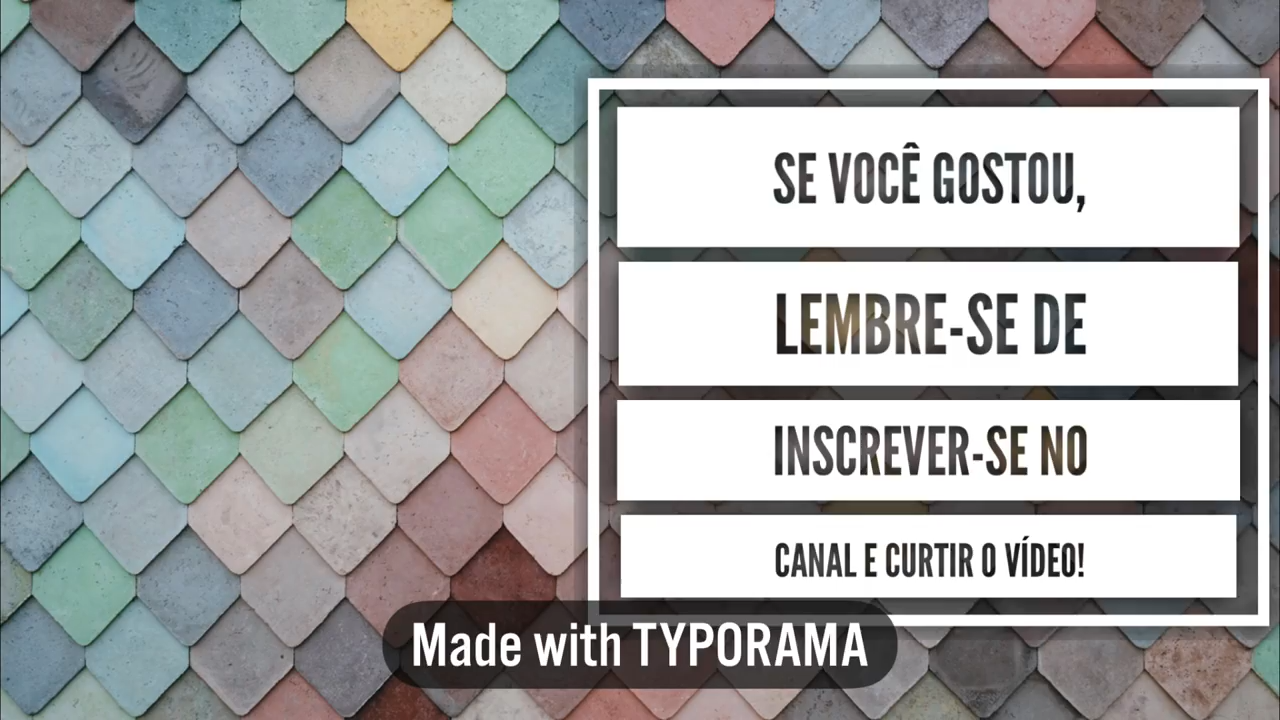 SE VOCÊ GOSTOU,
LEMBRE-SE DE
INSCREVER-SE NO
CANAL E CURTIR O VÍDEO!
Made with TYPORAMA